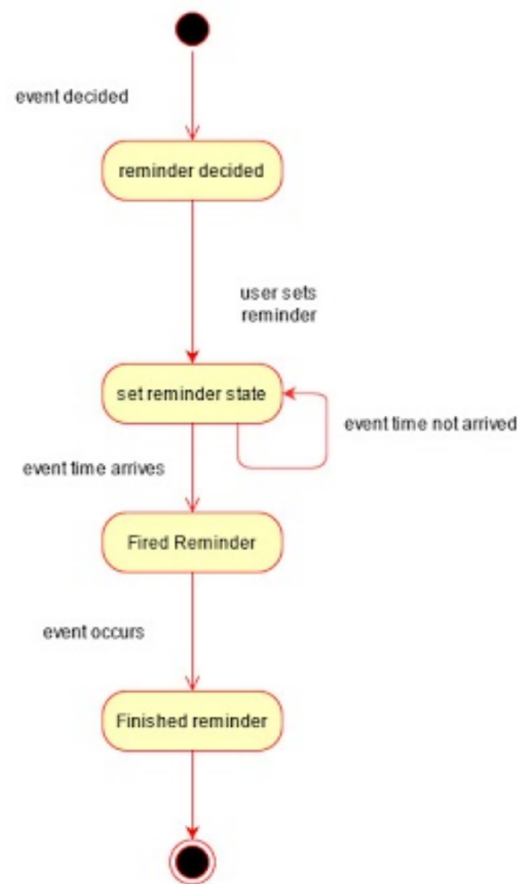 event decided
reminder decided
user sets
reminder
set reminder state
event time not arrived
event time arrives
Fired Reminder
event occurs
Finished reminder